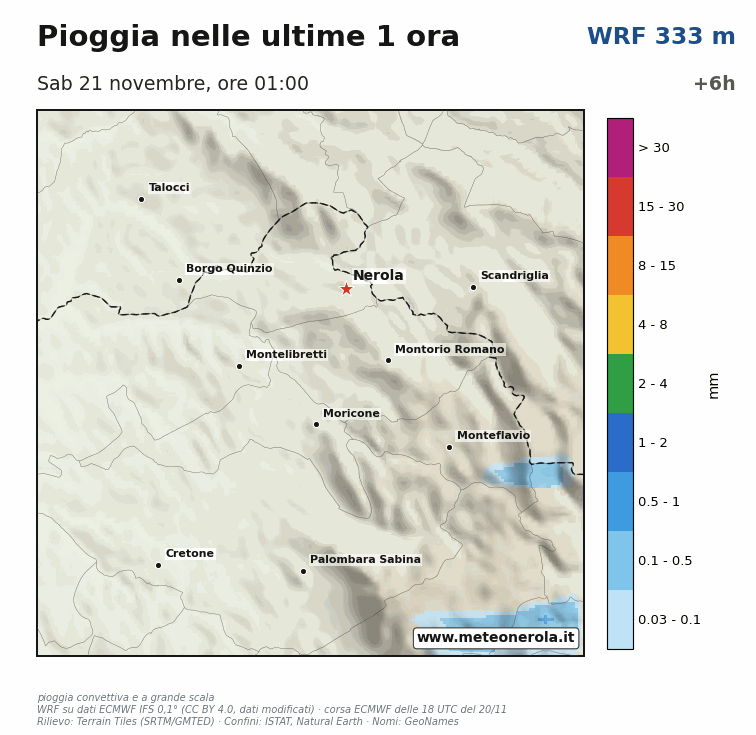 Pioggia nelle ultime 1 ora
WRF 333 m
Sab 21 novembre, ore 01:00
+6h
Talocci
Borgo Quinzio
Nerola
Scandriglia
Montelibretti
Montorio Romano
Moricone
Monteflavio
Cretone
Palombara Sabina
www.meteonerola.it
> 30
15 - 30
8 - 15
4 - 8
2 - 4
1 - 2
0.5 - 1
0.1 - 0.5
0.03 - 0.1
mm
pioggia convettiva e a grande scala
WRF su dati ECMWF IFS 0,1° (CC BY 4.0, dati modificati) · corsa ECMWF delle 18 UTC del 20/11
Rilievo: Terrain Tiles (SRTM/GMTED) · Confini: ISTAT, Natural Earth · Nomi: GeoNames